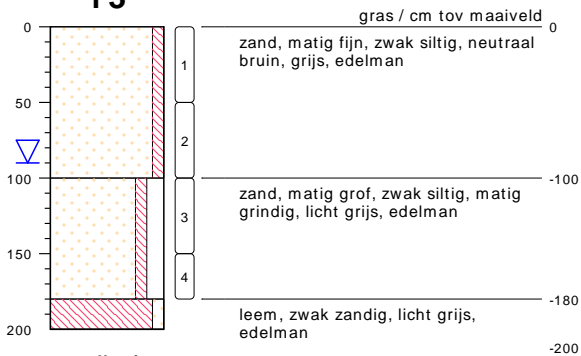 gras / cm tov maaiveld
0
0
zand, matig fijn, zwak siltig, neutraal
bruin, grijs, edelman
1
50
2
100
-100
zand, matig grof, zwak siltig, matig
grindig, licht grijs, edelman
3
150
4
-180
leem, zwak zandig, licht grijs,
edelman
200
-200